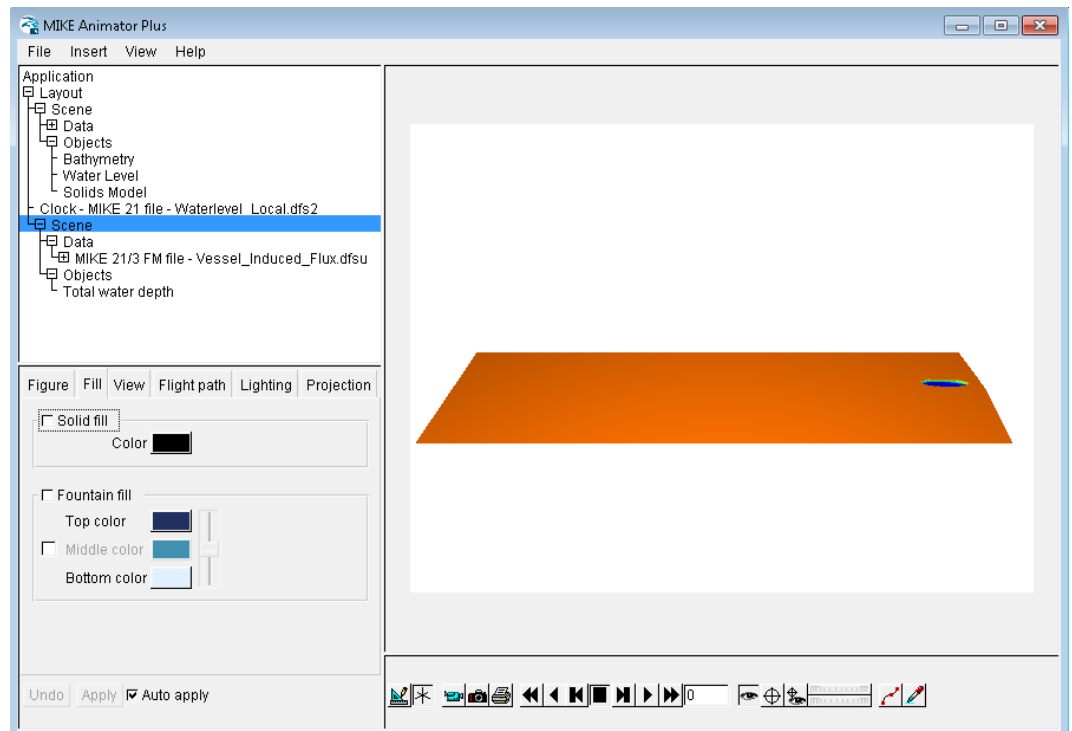 MIKE Animator Plus
File Insert View Help
Application
Layout
Scene
Data
Objects
Bathymetry
Water Level
Solids Model
Clock - MIKE 21 file - Waterlevel_Local.dfs2
Scene
Data
MIKE 21/3 FM file - Vessel_Induced_Flux.dfsu
Objects
Total water depth
Figure Fill View Flight path Lighting Projection
Solid fill
Color
Fountain fill
Top color
Middle color
Bottom color
Undo Apply Auto apply
0